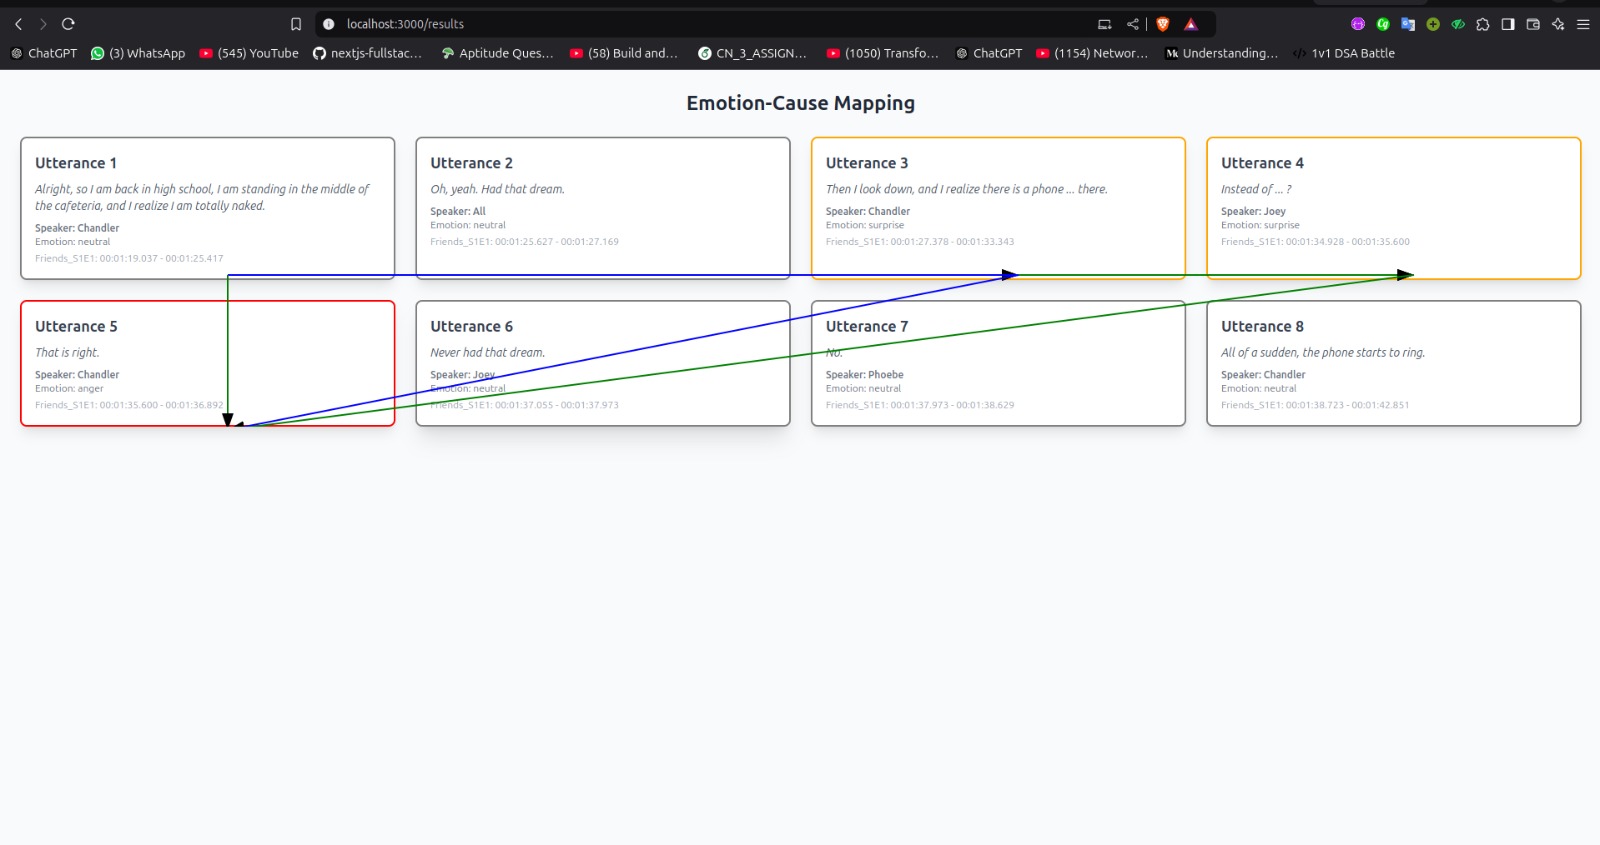 localhost:3000/results
ChatGPT (3) WhatsApp (545) YouTube nextjs-fullstac... Aptitude Ques... (58) Build and... CN_3_ASSIGN... (1050) Transfo... ChatGPT (1154) Networ... Understanding... 1v1 DSA Battle
Emotion-Cause Mapping
Utterance 1
Alright, so I am back in high school, I am standing in the middle of
the cafeteria, and I realize I am totally naked.
Speaker: Chandler
Emotion: neutral
Friends_S1E1: 00:01:19.037 - 00:01:25.417
Utterance 2
Oh, yeah. Had that dream.
Speaker: All
Emotion: neutral
Friends_S1E1: 00:01:25.627 - 00:01:27.169
Utterance 3
Then I look down, and I realize there is a phone ... there.
Speaker: Chandler
Emotion: surprise
Friends_S1E1: 00:01:27.378 - 00:01:33.343
Utterance 4
Instead of ... ?
Speaker: Joey
Emotion: surprise
Friends_S1E1: 00:01:34.928 - 00:01:35.600
Utterance 5
That is right.
Speaker: Chandler
Emotion: anger
Friends_S1E1: 00:01:35.600 - 00:01:36.892
Utterance 6
Never had that dream.
Speaker: Joey
Emotion: neutral
Friends_S1E1: 00:01:37.055 - 00:01:37.973
Utterance 7
No.
Speaker: Phoebe
Emotion: neutral
Friends_S1E1: 00:01:37.973 - 00:01:38.629
Utterance 8
All of a sudden, the phone starts to ring.
Speaker: Chandler
Emotion: neutral
Friends_S1E1: 00:01:38.723 - 00:01:42.851